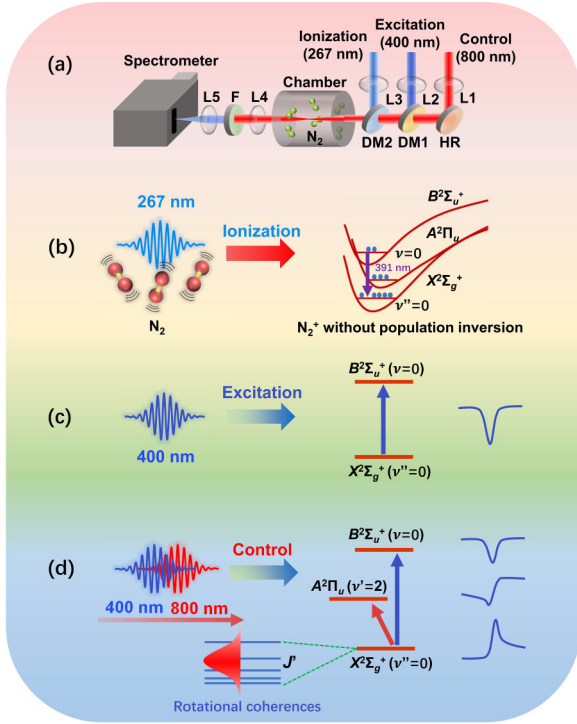 (a)
Ionization
(267 nm)
Excitation
(400 nm)
Control
(800 nm)
Spectrometer
L5
F
L4
Chamber
N₂
L3
L2
L1
DM2
DM1
HR
(b)
267 nm
Ionization
N₂
B²Σᵤ⁺
A²Πᵤ
X²Σg⁺
ν=0
391 nm
ν''=0
N₂⁺ without population inversion
(c)
Excitation
400 nm
B²Σᵤ⁺(ν=0)
X²Σg⁺(ν''=0)
(d)
Control
400 nm
800 nm
B²Σᵤ⁺(ν=0)
A²Πᵤ(ν'=2)
X²Σg⁺(ν''=0)
J'
Rotational coherences